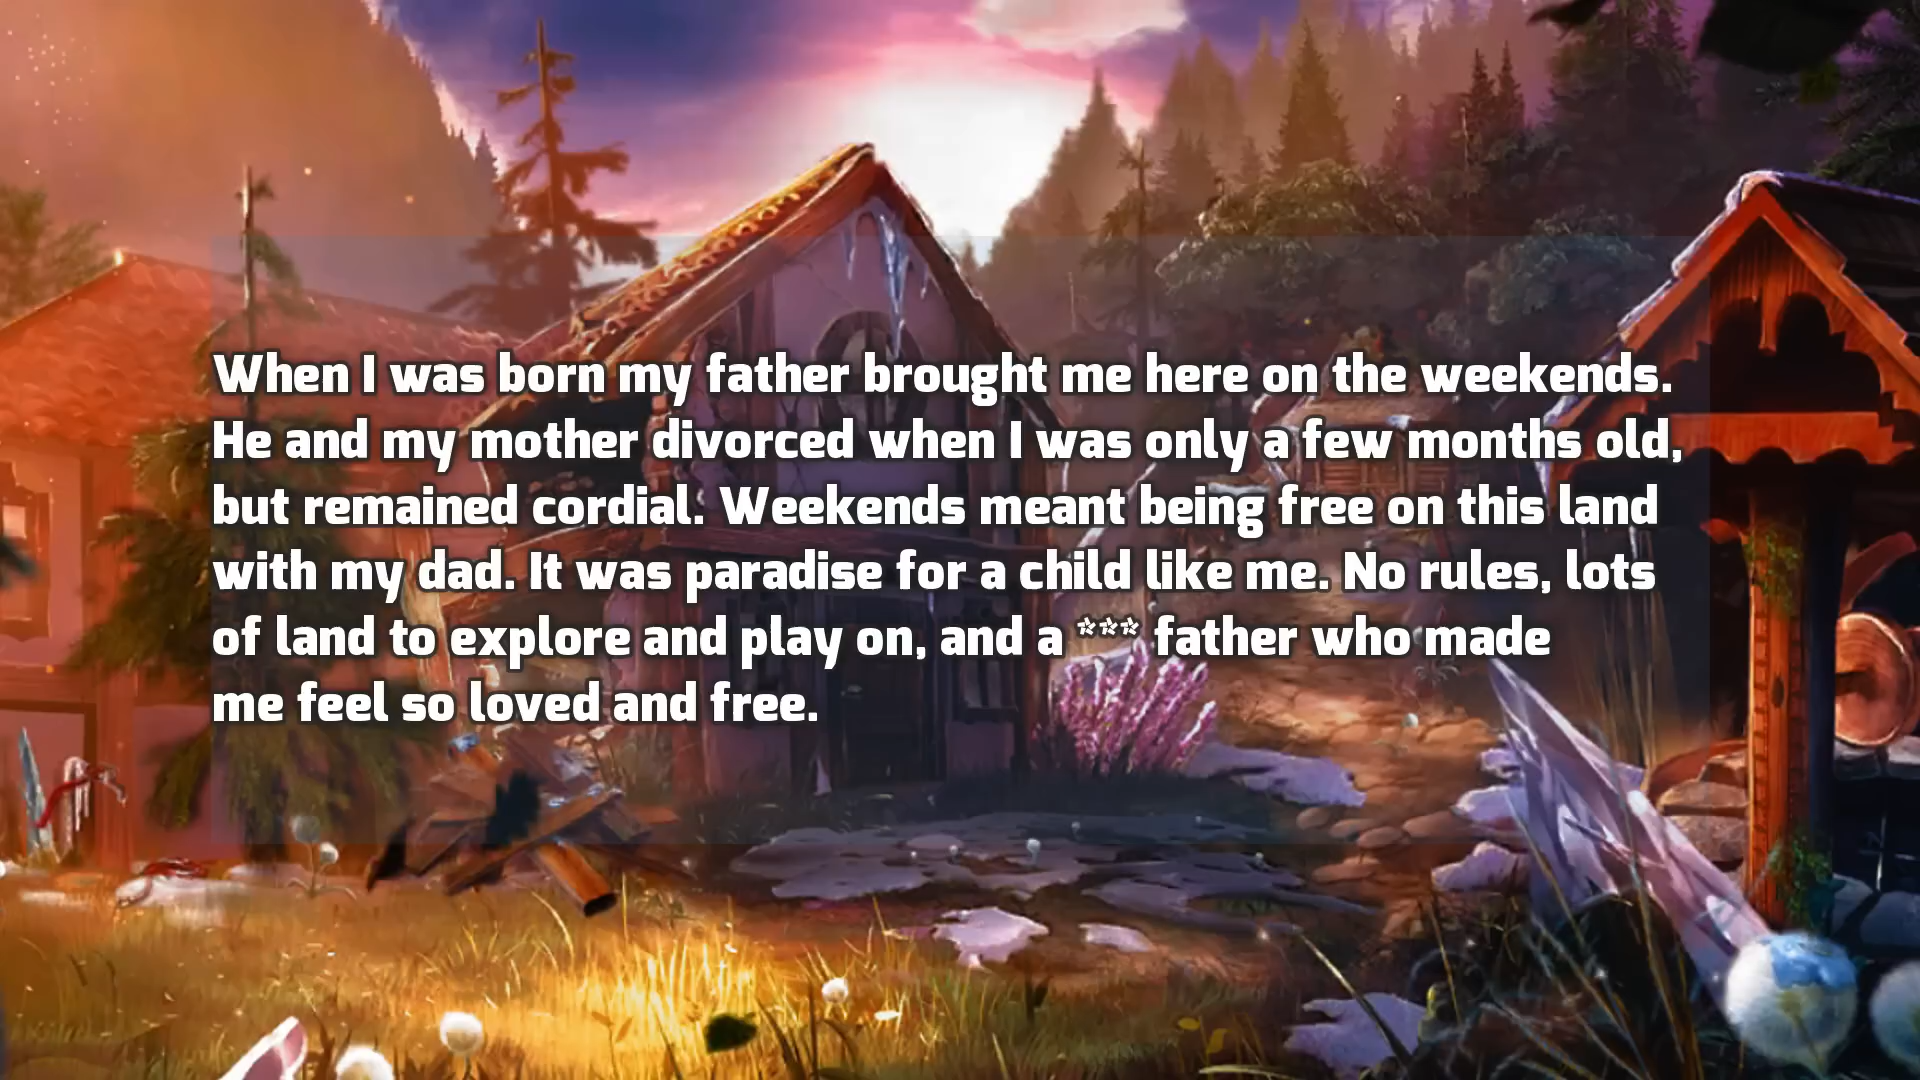 When I was born my father brought me here on the weekends.
He and my mother divorced when I was only a few months old,
but remained cordial. Weekends meant being free on this land
with my dad. It was paradise for a child like me. No rules, lots
of land to explore and play on, and a *** father who made
me feel so loved and free.